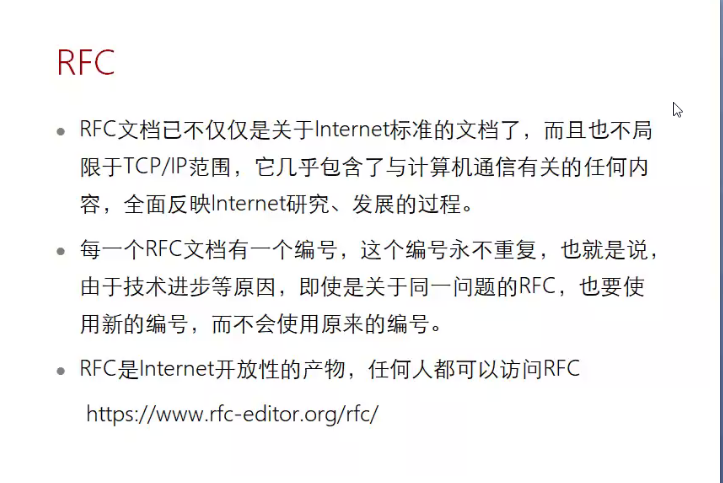 RFC
RFC文档已不仅仅是关于Internet标准的文档了，而且也不局
限于TCP/IP范围，它几乎包含了与计算机通信有关的任何内
容，全面反映Internet研究、发展的过程。
每一个RFC文档有一个编号，这个编号永不重复，也就是说，
由于技术进步等原因，即使是关于同一问题的RFC，也要使
用新的编号，而不会使用原来的编号。
RFC是Internet开放性的产物，任何人都可以访问RFC
https://www.rfc-editor.org/rfc/